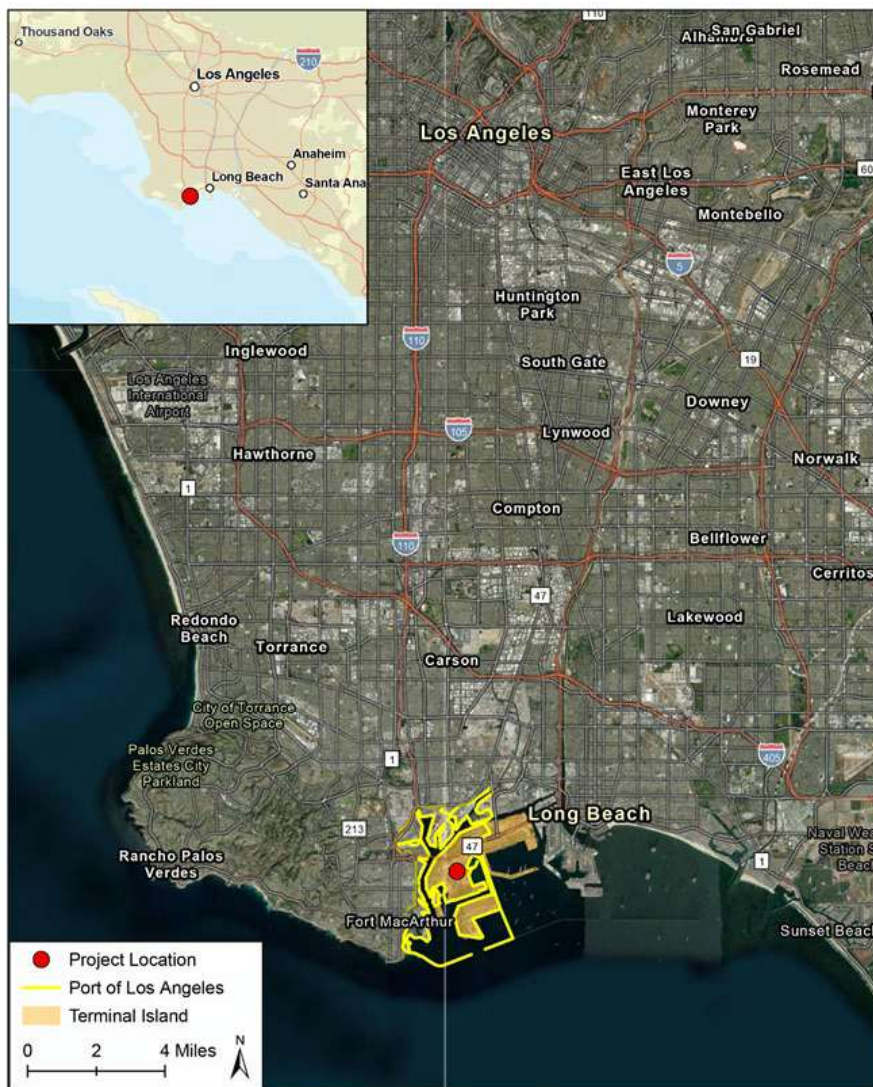 Thousand Oaks
210
Los Angeles
Anaheim
Long Beach
Santa Ana
110
San Gabriel
Alhambra
Rosemead
Los Angeles
Monterey
Park
East Los
Angeles
60
Montebello
5
Huntington
Park
110
Inglewood
South Gate
19
Los Angeles
International
Airport
Downey
105
Lynwood
Hawthorne
Norwalk
1
Compton
110
Bellflower
Cerritos
47
Redondo
Beach
Lakewood
Torrance
Carson
City of Torrance
Open Space
Palos Verdes
Estates City
Parkland
1
405
Long Beach
213
47
Naval Wea
Station S
Beac
Rancho Palos
Verdes
1
Fort MacArthur
Sunset Beach
Project Location
Port of Los Angeles
Terminal Island
0 2 4 Miles
N